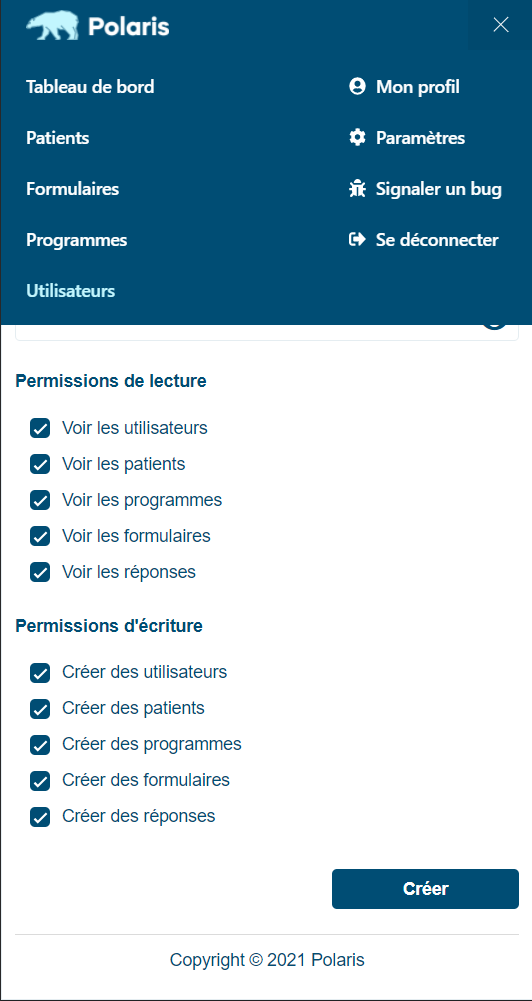 Polaris
Tableau de bord
Patients
Formulaires
Programmes
Utilisateurs
Mon profil
Paramètres
Signaler un bug
Se déconnecter
Permissions de lecture
Voir les utilisateurs
Voir les patients
Voir les programmes
Voir les formulaires
Voir les réponses
Permissions d'écriture
Créer des utilisateurs
Créer des patients
Créer des programmes
Créer des formulaires
Créer des réponses
Créer
Copyright © 2021 Polaris